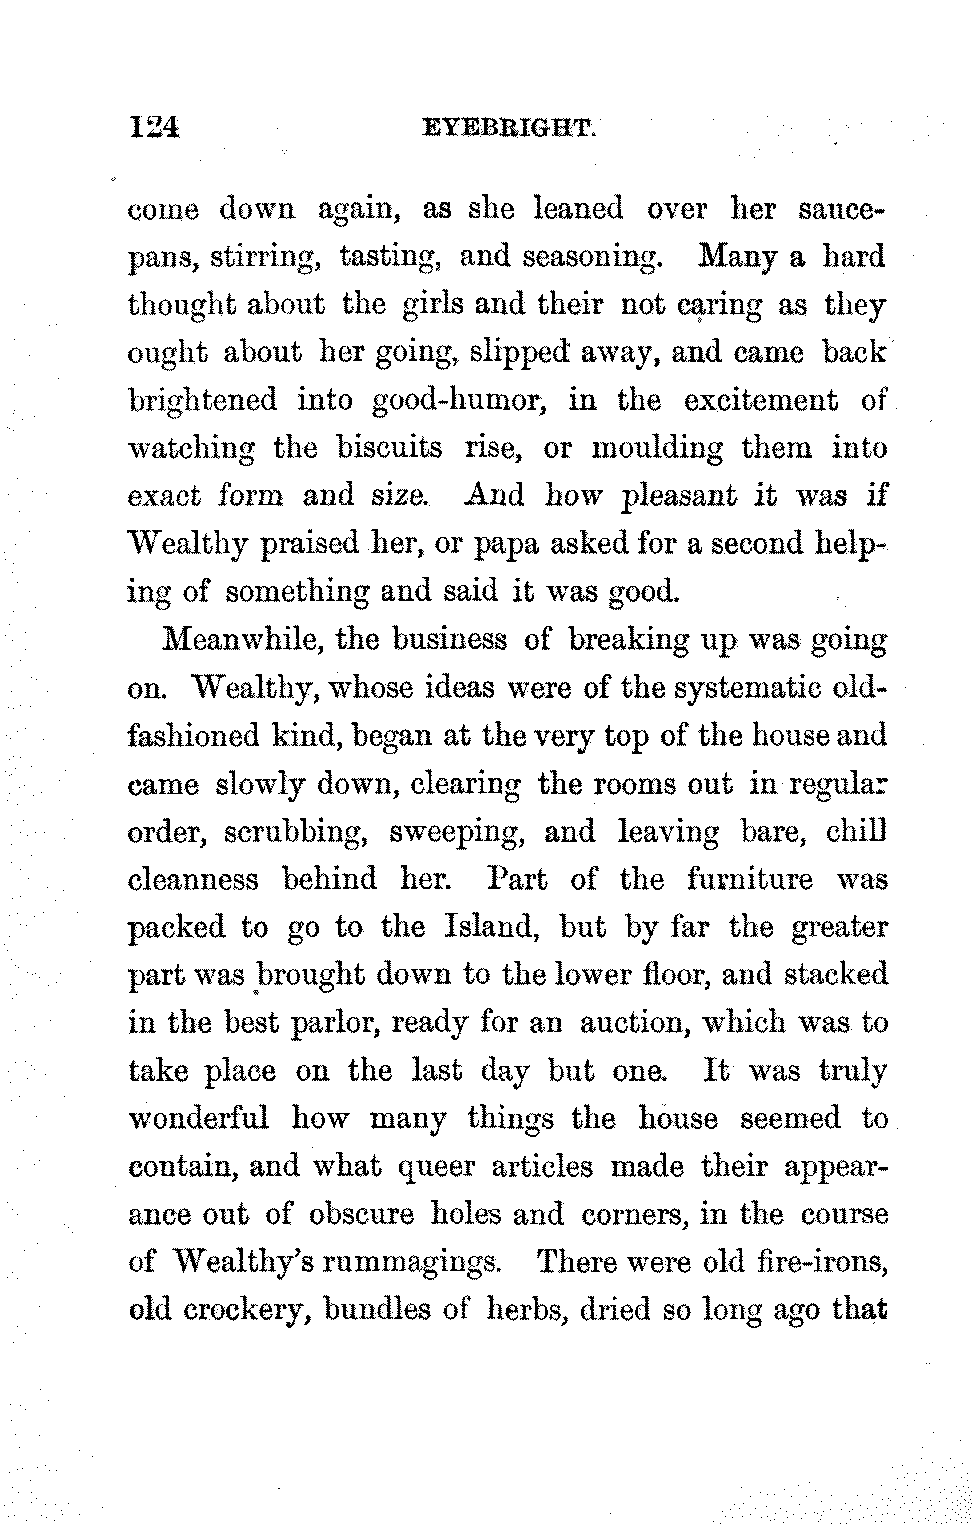 124 EYEBRIGHT.
come down again, as she leaned over her sauce-
pans, stirring, tasting, and seasoning. Many a hard
thought about the girls and their not caring as they
ought about her going, slipped away, and came back
brightened into good-humor, in the excitement of
watching the biscuits rise, or moulding them into
exact form and size. And how pleasant it was if
Wealthy praised her, or papa asked for a second help-
ing of something and said it was good.
Meanwhile, the business of breaking up was going
on. Wealthy, whose ideas were of the systematic old-
fashioned kind, began at the very top of the house and
came slowly down, clearing the rooms out in regular
order, scrubbing, sweeping, and leaving bare, chill
cleanness behind her. Part of the furniture was
packed to go to the Island, but by far the greater
part was brought down to the lower floor, and stacked
in the best parlor, ready for an auction, which was to
take place on the last day but one. It was truly
wonderful how many things the house seemed to
contain, and what queer articles made their appear-
ance out of obscure holes and corners, in the course
of Wealthy's rummagings. There were old fire-irons,
old crockery, bundles of herbs, dried so long ago that